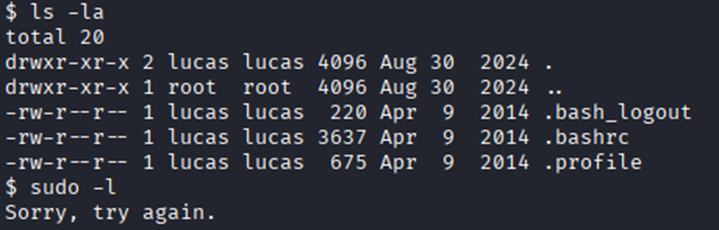 $ ls -la
total 20
drwxr-xr-x 2 lucas lucas 4096 Aug 30  2024 .
drwxr-xr-x 1 root  root  4096 Aug 30  2024 ..
-rw-r--r-- 1 lucas lucas  220 Apr  9  2014 .bash_logout
-rw-r--r-- 1 lucas lucas 3637 Apr  9  2014 .bashrc
-rw-r--r-- 1 lucas lucas  675 Apr  9  2014 .profile
$ sudo -l
Sorry, try again.